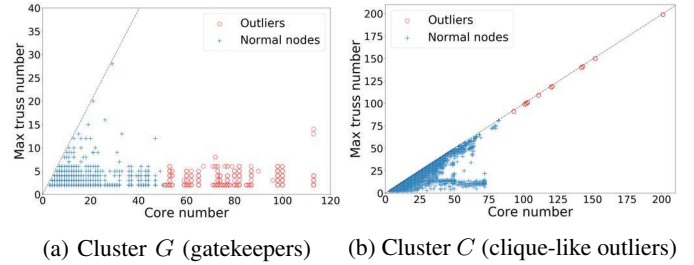 40
35
30
25
20
15
10
5
0
Max truss number
0 20 40 60 80 100 120
Core number
Outliers
Normal nodes
(a) Cluster G (gatekeepers)
200
175
150
125
100
75
50
25
0
Max truss number
0 25 50 75 100 125 150 175 200
Core number
Outliers
Normal nodes
(b) Cluster C (clique-like outliers)